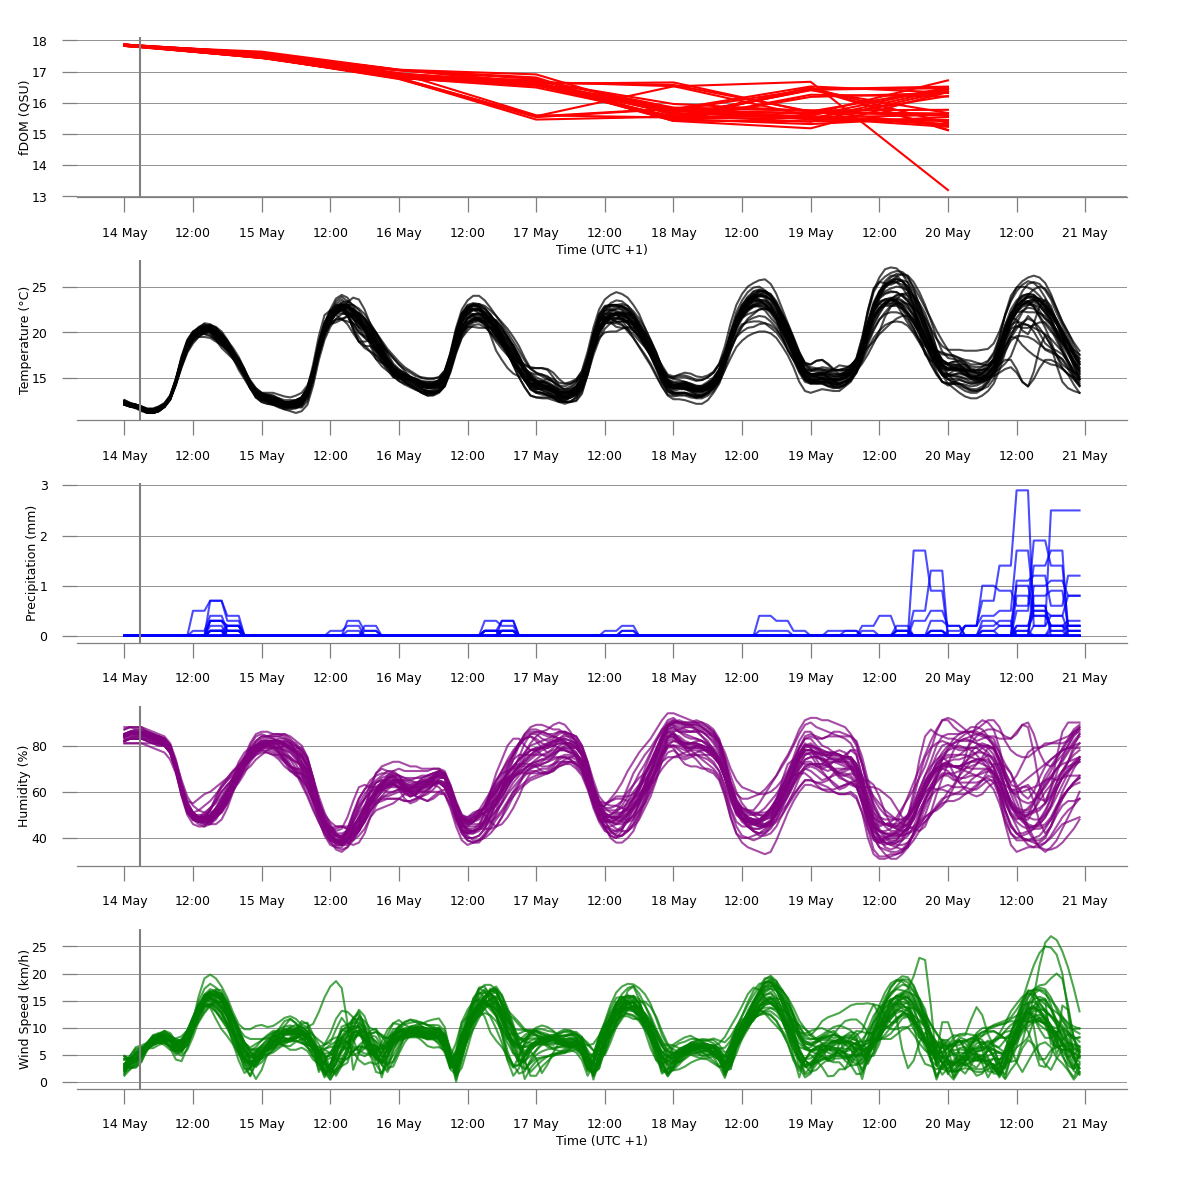 fDOM (QSU)
18
17
16
15
14
13
14 May 12:00 15 May 12:00 16 May 12:00 17 May 12:00 18 May 12:00 19 May 12:00 20 May 12:00 21 May
Time (UTC +1)
Temperature (°C)
25
20
15
14 May 12:00 15 May 12:00 16 May 12:00 17 May 12:00 18 May 12:00 19 May 12:00 20 May 12:00 21 May
Precipitation (mm)
3
2
1
0
14 May 12:00 15 May 12:00 16 May 12:00 17 May 12:00 18 May 12:00 19 May 12:00 20 May 12:00 21 May
Humidity (%)
80
60
40
14 May 12:00 15 May 12:00 16 May 12:00 17 May 12:00 18 May 12:00 19 May 12:00 20 May 12:00 21 May
Wind Speed (km/h)
25
20
15
10
5
0
14 May 12:00 15 May 12:00 16 May 12:00 17 May 12:00 18 May 12:00 19 May 12:00 20 May 12:00 21 May
Time (UTC +1)